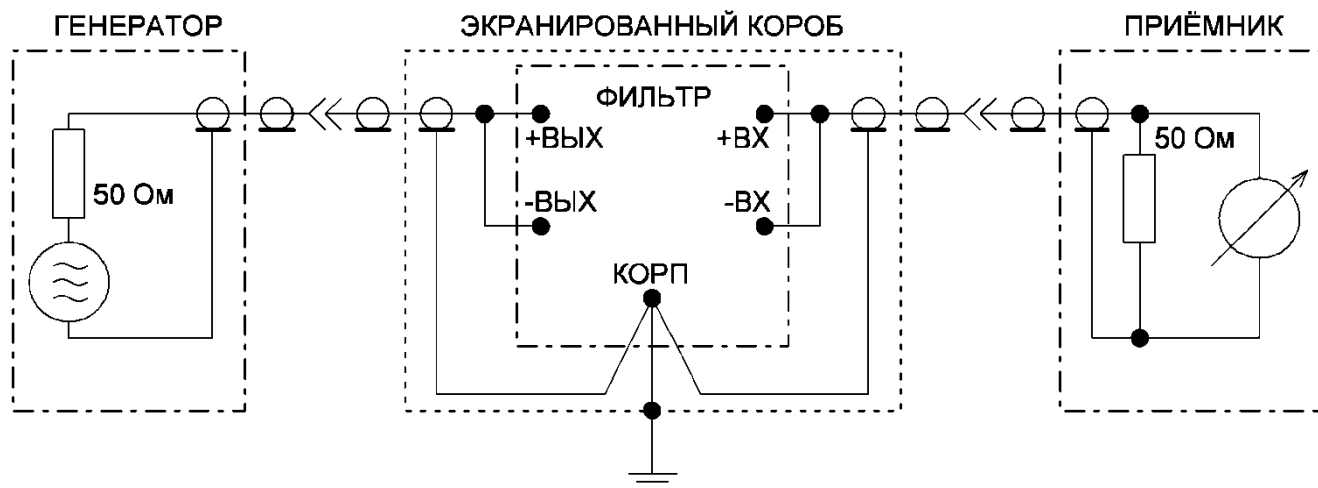 ГЕНЕРАТОР
ЭКРАНИРОВАННЫЙ КОРОБ
ПРИЁМНИК
ФИЛЬТР
+ВЫХ
+ВХ
50 Ом
50 Ом
-ВЫХ
-ВХ
КОРП